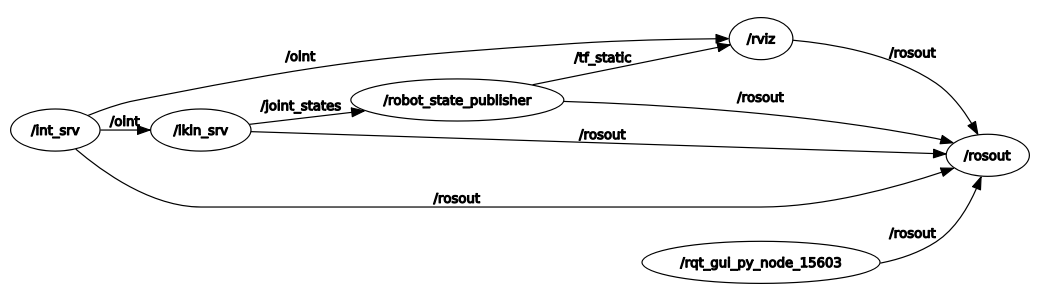 /rviz
/oint
/rosout
/tf_static
/robot_state_publisher
/rosout
/joint_states
/oint
/int_srv
/ikin_srv
/rosout
/rosout
/rosout
/rosout
/rqt_gui_py_node_15603